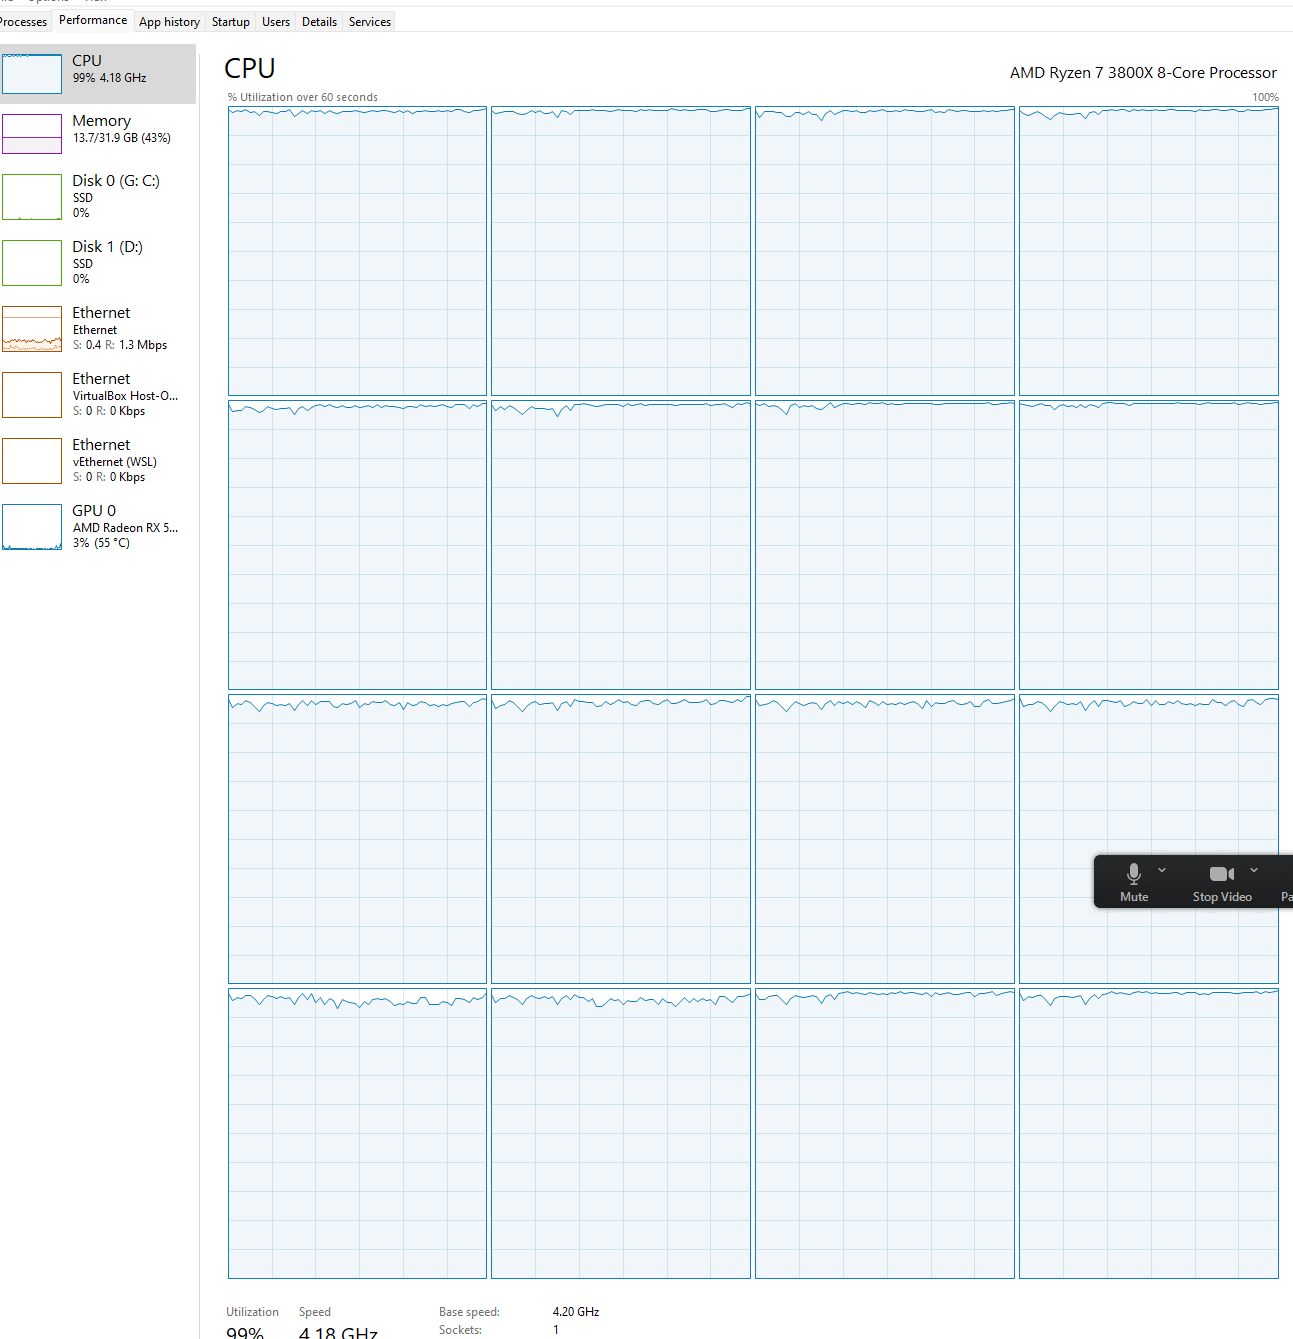 Processes Performance App history Startup Users Details Services
CPU
99% 4.18 GHz
Memory
13.7/31.9 GB (43%)
Disk 0 (G: C:)
SSD
0%
Disk 1 (D:)
SSD
0%
Ethernet
Ethernet
S: 0.4 R: 1.3 Mbps
Ethernet
VirtualBox Host-O...
S: 0 R: 0 Kbps
Ethernet
vEthernet (WSL)
S: 0 R: 0 Kbps
GPU 0
AMD Radeon RX 5...
3% (55 °C)
CPU
AMD Ryzen 7 3800X 8-Core Processor
% Utilization over 60 seconds 100%
Mute Stop Video Pa
Utilization Speed Base speed: 4.20 GHz
99% 4.18 GHz Sockets: 1